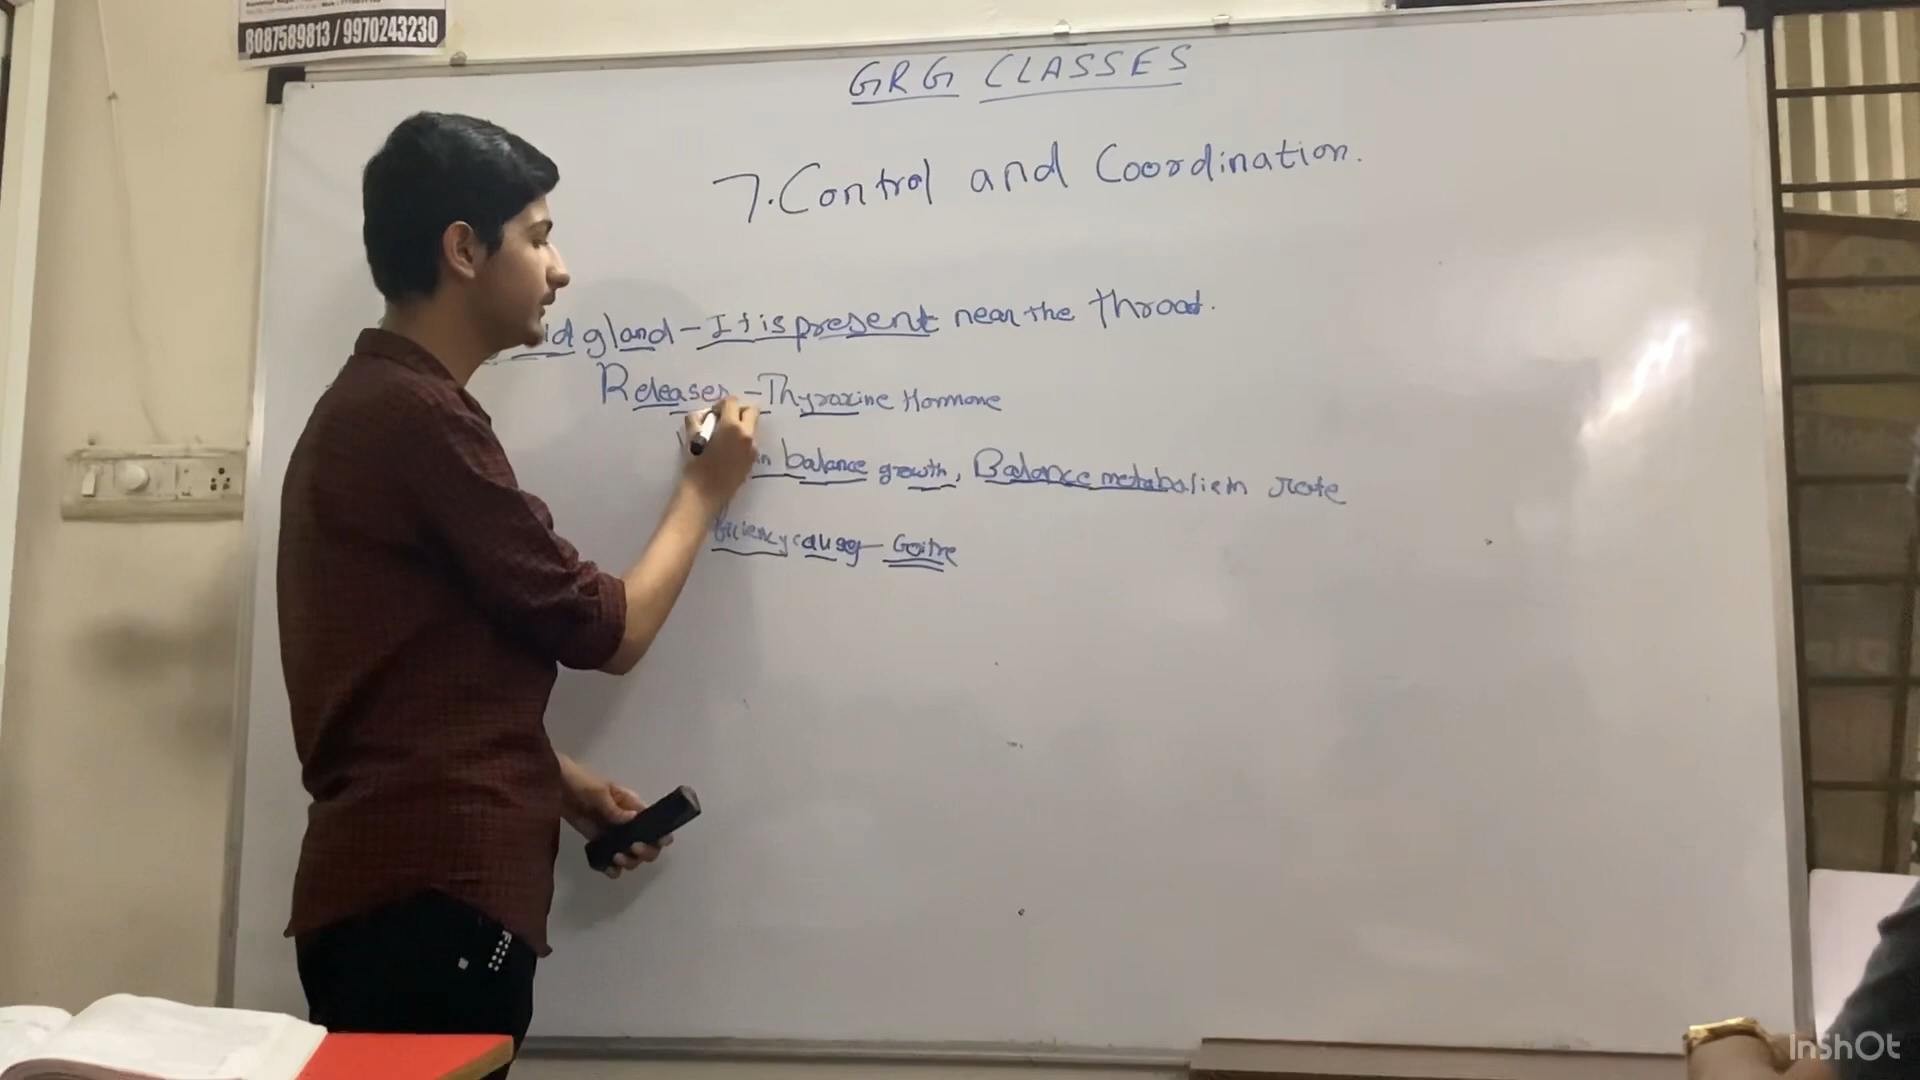 8087589813 / 9970243230
GRG CLASSES
7. Control and Coordination.
gland - It is present near the throat.
Releases - Thyroxine Hormone
in balance growth, Balance metabolism rate
causes - Goitre
InShOt